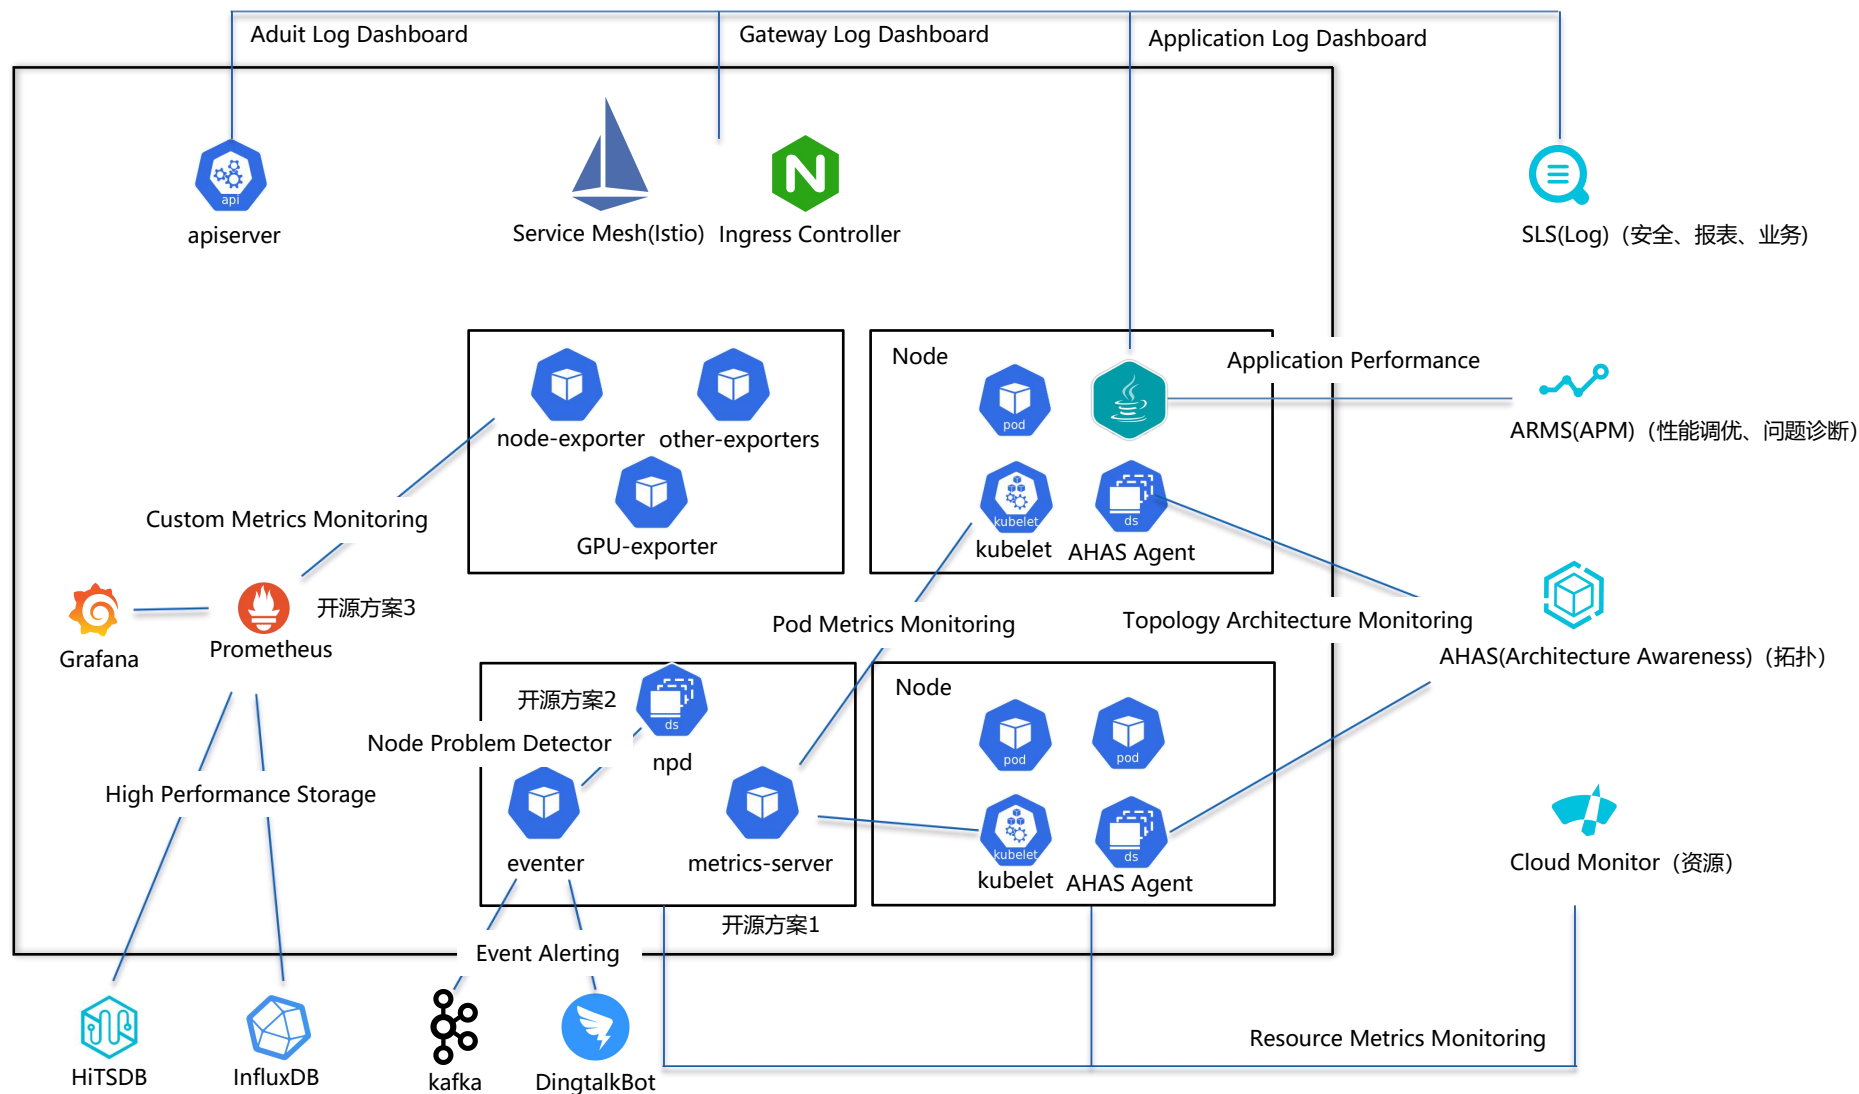 Aduit Log Dashboard
Gateway Log Dashboard
Application Log Dashboard
api
apiserver
Service Mesh(Istio)
Ingress Controller
SLS(Log)（安全、报表、业务)
Node
Application Performance
pod
node-exporter
other-exporters
ARMS(APM)（性能调优、问题诊断）
GPU-exporter
kubelet
kubelet
ds
AHAS Agent
Custom Metrics Monitoring
开源方案3
Grafana
Prometheus
Pod Metrics Monitoring
Topology Architecture Monitoring
AHAS(Architecture Awareness)（拓扑）
开源方案2
ds
npd
Node Problem Detector
Node
pod
pod
High Performance Storage
eventer
metrics-server
kubelet
kubelet
ds
AHAS Agent
Cloud Monitor（资源）
开源方案1
Event Alerting
Resource Metrics Monitoring
HiTSDB
InfluxDB
kafka
DingtalkBot